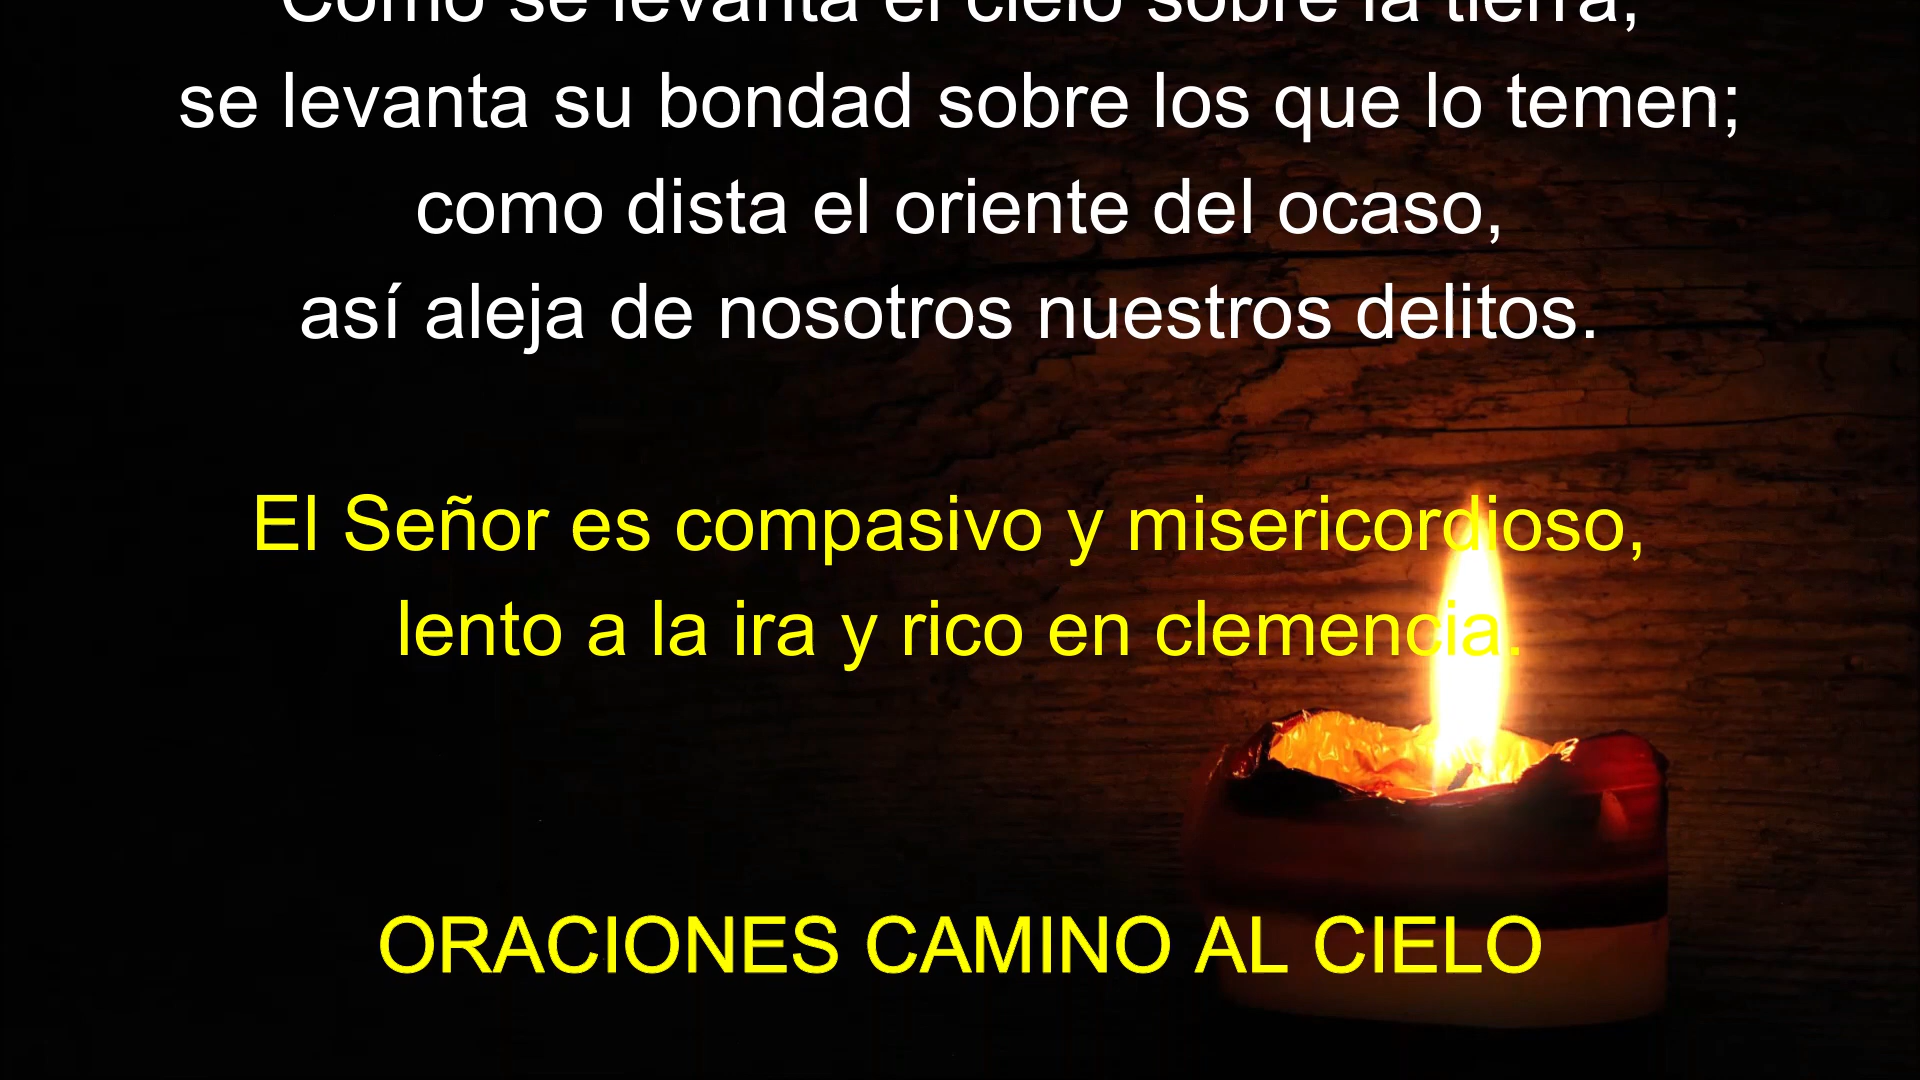 Como se levanta el cielo sobre la tierra,
se levanta su bondad sobre los que lo temen;
como dista el oriente del ocaso,
así aleja de nosotros nuestros delitos.
El Señor es compasivo y misericordioso,
lento a la ira y rico en clemencia.
ORACIONES CAMINO AL CIELO